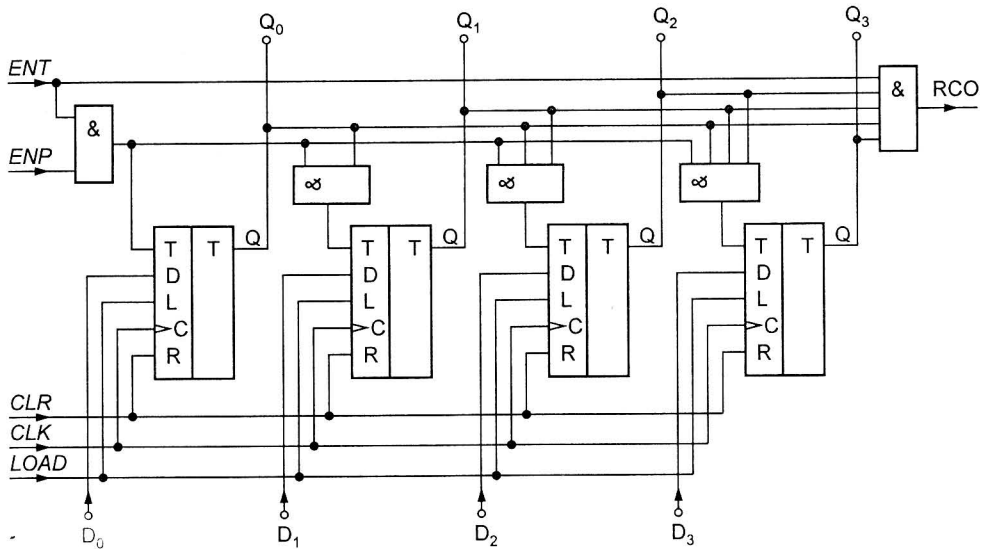 Q0 Q1 Q2 Q3
ENT
& RCO
&
ENP
& & &
T T Q T T Q T T Q T T Q
D D D D
L L L L
C C C C
R R R R
CLR
CLK
LOAD
D0 D1 D2 D3